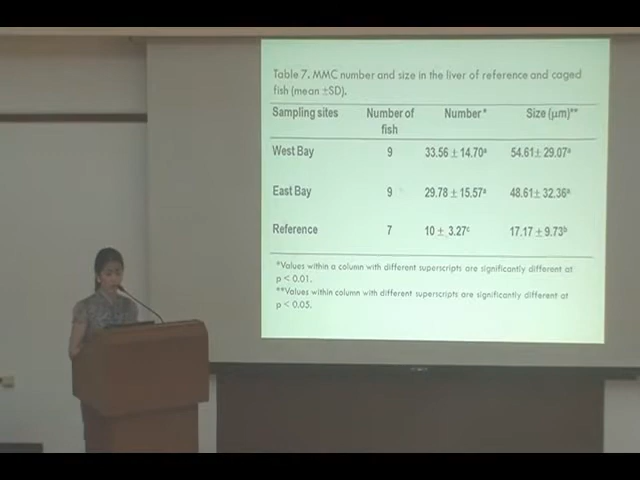 Table 7. MMC number and size in the liver of reference and caged
fish (mean ±SD).
Sampling sites Number of fish Number* Size (µm)**
West Bay 9 33.56 ± 14.70ᵃ 54.61± 29.07ᵃ
East Bay 9 29.78 ± 15.57ᵃ 48.61± 32.36ᵃ
Reference 7 10 ± 3.27ᶜ 17.17 ± 9.73ᵇ
*Values within a column with different superscripts are significantly different at
p < 0.01.
**Values within column with different superscripts are significantly different at
p < 0.05.